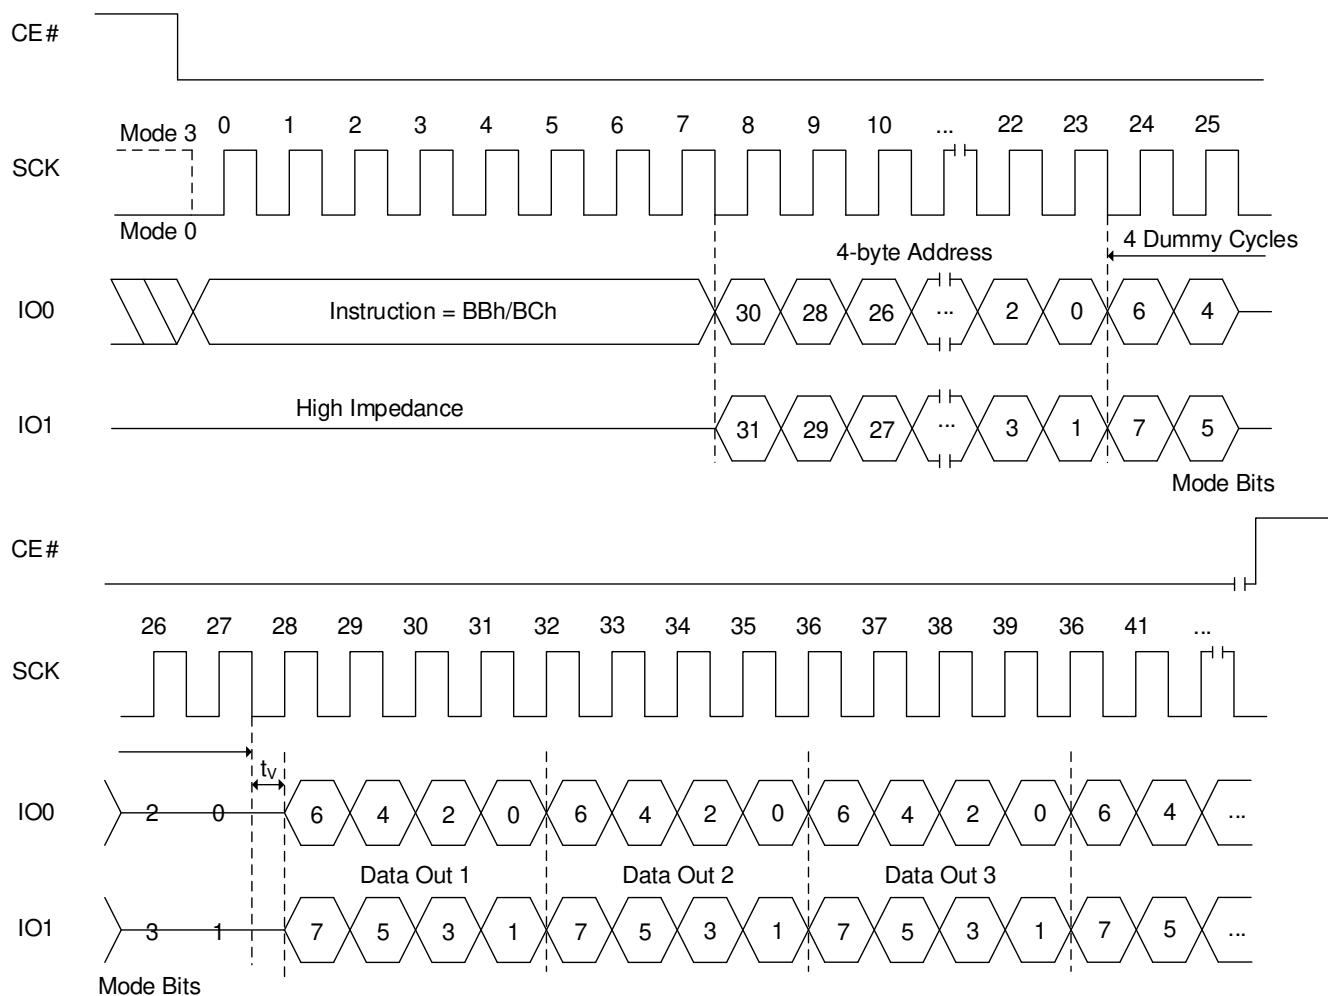 CE#
Mode 3 0 1 2 3 4 5 6 7 8 9 10 ... 22 23 24 25
SCK
Mode 0
4-byte Address 4 Dummy Cycles
IO0 Instruction = BBh/BCh 30 28 26 ... 2 0 6 4
High Impedance
IO1 31 29 27 ... 3 1 7 5
Mode Bits
CE#
26 27 28 29 30 31 32 33 34 35 36 37 38 39 36 41 ...
SCK
tV
IO0 2 0 6 4 2 0 6 4 2 0 6 4 2 0 6 4 ...
Data Out 1 Data Out 2 Data Out 3
IO1 3 1 7 5 3 1 7 5 3 1 7 5 3 1 7 5 ...
Mode Bits